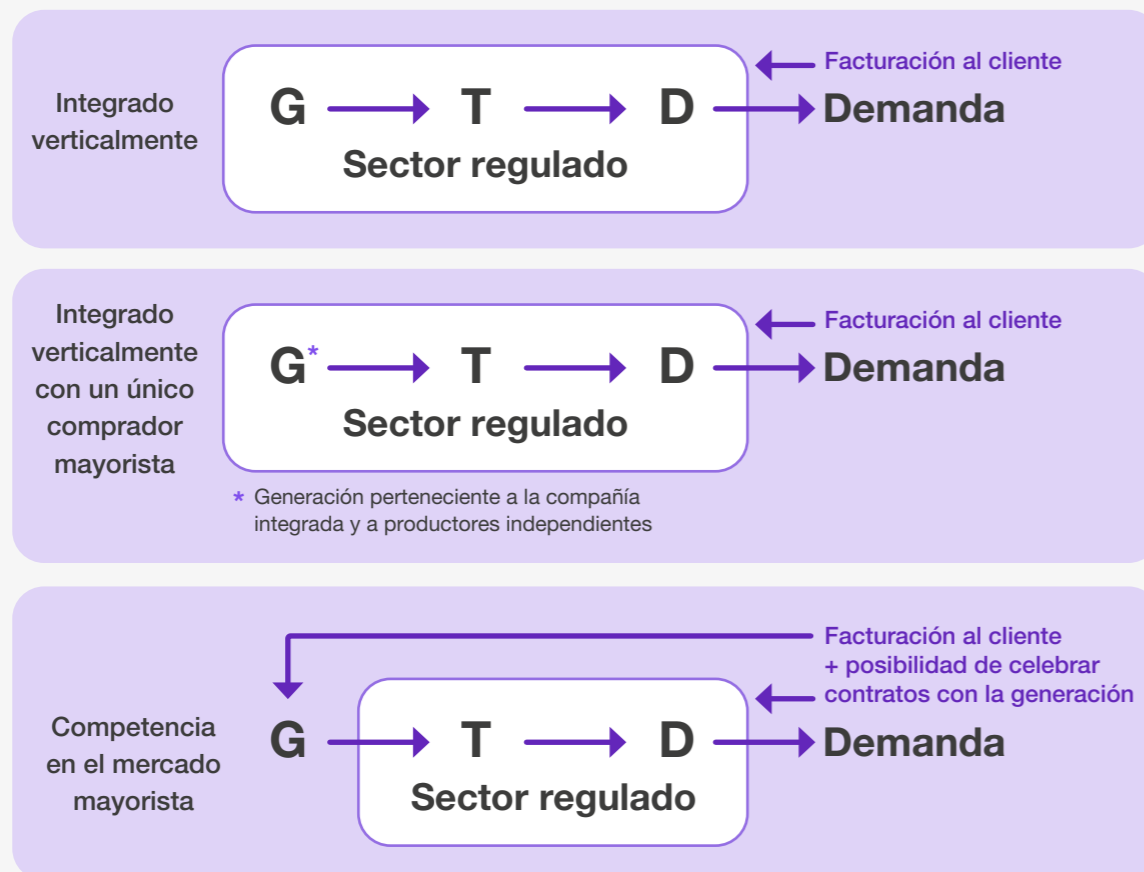 Integrado
verticalmente
G T D
Sector regulado
Facturación al cliente
Demanda
Integrado
verticalmente
con un único
comprador
mayorista
G* T D
Sector regulado
Facturación al cliente
Demanda
* Generación perteneciente a la compañía
integrada y a productores independientes
Competencia
en el mercado
mayorista
G T D
Sector regulado
Facturación al cliente
+ posibilidad de celebrar
contratos con la generación
Demanda